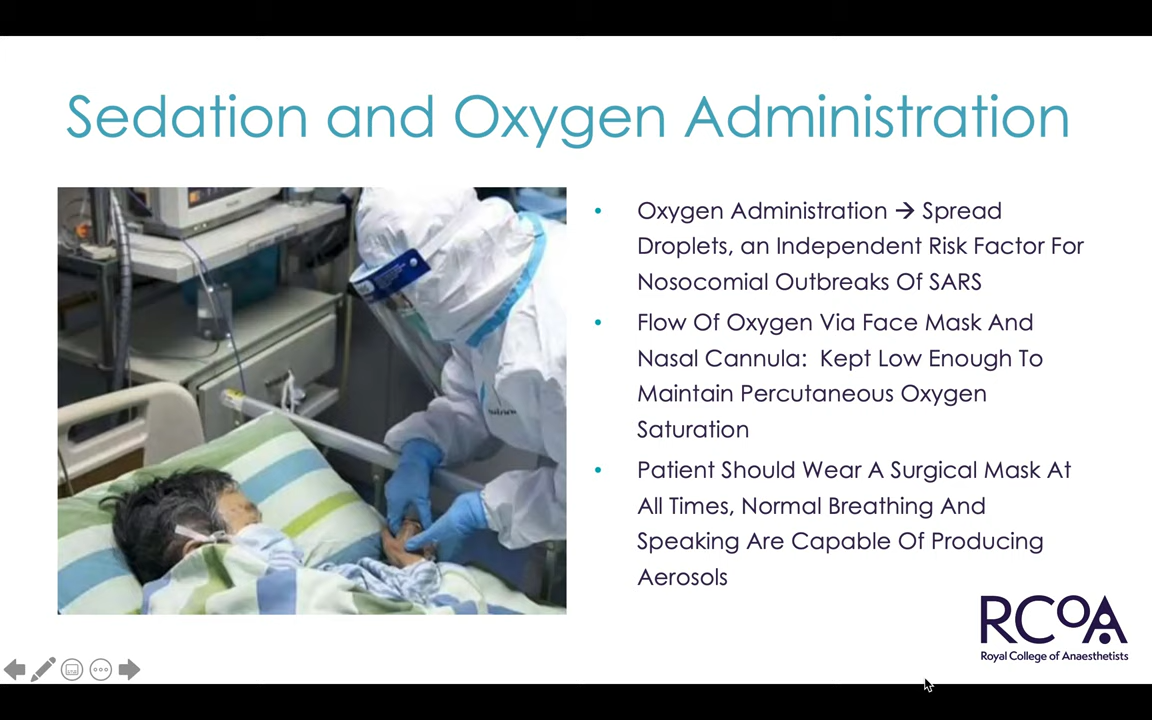 Sedation and Oxygen Administration
Oxygen Administration → Spread
Droplets, an Independent Risk Factor For
Nosocomial Outbreaks Of SARS
Flow Of Oxygen Via Face Mask And
Nasal Cannula:  Kept Low Enough To
Maintain Percutaneous Oxygen
Saturation
Patient Should Wear A Surgical Mask At
All Times, Normal Breathing And
Speaking Are Capable Of Producing
Aerosols
RCOA
Royal College of Anaesthetists